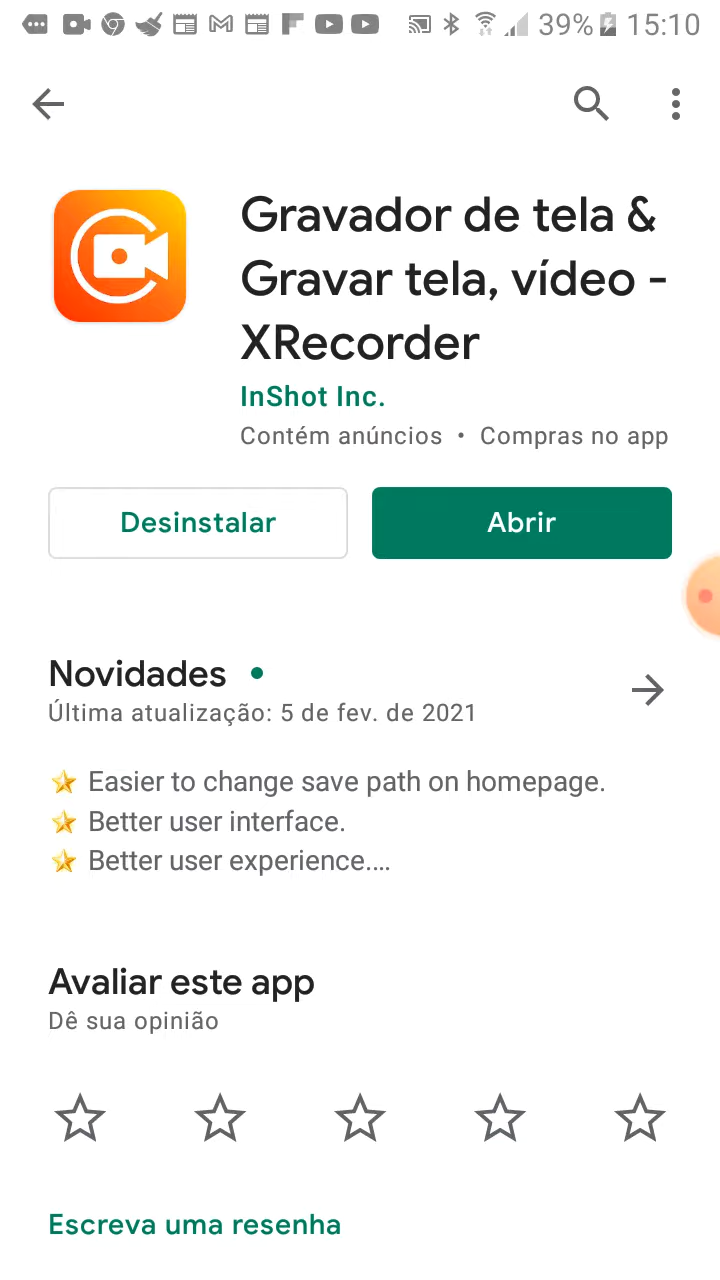 39% 15:10
Gravador de tela &
Gravar tela, vídeo -
XRecorder
InShot Inc.
Contém anúncios • Compras no app
Desinstalar
Abrir
Novidades
Última atualização: 5 de fev. de 2021
Easier to change save path on homepage.
Better user interface.
Better user experience....
Avaliar este app
Dê sua opinião
Escreva uma resenha